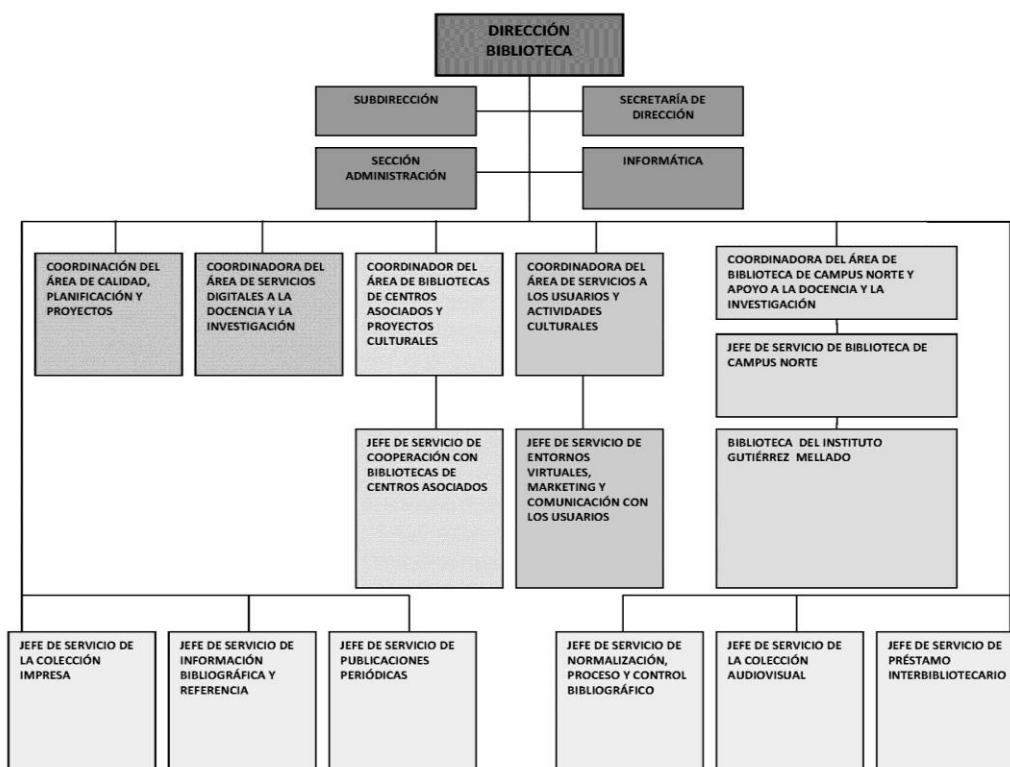 DIRECCIÓN
BIBLIOTECA
SUBDIRECCIÓN
SECRETARÍA DE
DIRECCIÓN
SECCIÓN
ADMINISTRACIÓN
INFORMÁTICA
COORDINACIÓN DEL
ÁREA DE CALIDAD,
PLANIFICACIÓN Y
PROYECTOS
COORDINADORA DEL
ÁREA DE SERVICIOS
DIGITALES A LA
DOCENCIA Y LA
INVESTIGACIÓN
COORDINADOR DEL
ÁREA DE BIBLIOTECAS
DE CENTROS
ASOCIADOS Y
PROYECTOS
CULTURALES
COORDINADORA DEL
ÁREA DE SERVICIOS A
LOS USUARIOS Y
ACTIVIDADES
CULTURALES
COORDINADORA DEL ÁREA DE
BIBLIOTECA DE CAMPUS NORTE Y
APOYO A LA DOCENCIA Y LA
INVESTIGACIÓN
JEFE DE SERVICIO DE BIBLIOTECA DE
CAMPUS NORTE
JEFE DE SERVICIO DE
COOPERACIÓN CON
BIBLIOTECAS DE
CENTROS ASOCIADOS
JEFE DE SERVICIO DE
ENTORNOS
VIRTUALES,
MARKETING Y
COMUNICACIÓN CON
LOS USUARIOS
BIBLIOTECA DEL INSTITUTO
GUTIÉRREZ MELLADO
JEFE DE SERVICIO DE
LA COLECCIÓN
IMPRESA
JEFE DE SERVICIO DE
INFORMACIÓN
BIBLIOGRÁFICA Y
REFERENCIA
JEFE DE SERVICIO DE
PUBLICACIONES
PERIÓDICAS
JEFE DE SERVICIO DE
NORMALIZACIÓN,
PROCESO Y CONTROL
BIBLIOGRÁFICO
JEFE DE SERVICIO DE
LA COLECCIÓN
AUDIOVISUAL
JEFE DE SERVICIO DE
PRÉSTAMO
INTERBIBLIOTECARIO